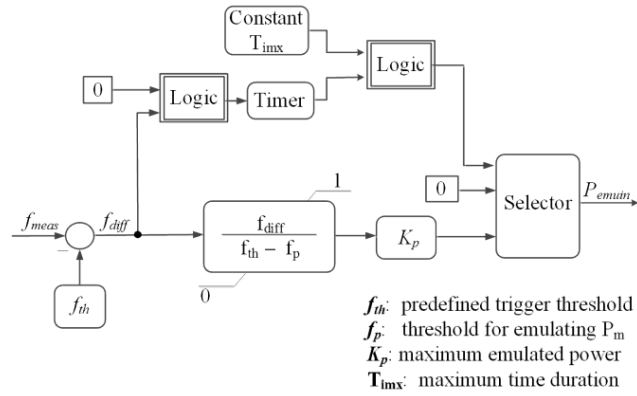 Constant
T_imx
Logic
0
Logic
Timer
1
0
Selector
P_emuin
f_meas
f_diff
–
f_diff
f_th – f_p
K_p
0
f_th
f_th: predefined trigger threshold
f_p: threshold for emulating P_m
K_p: maximum emulated power
T_imx: maximum time duration